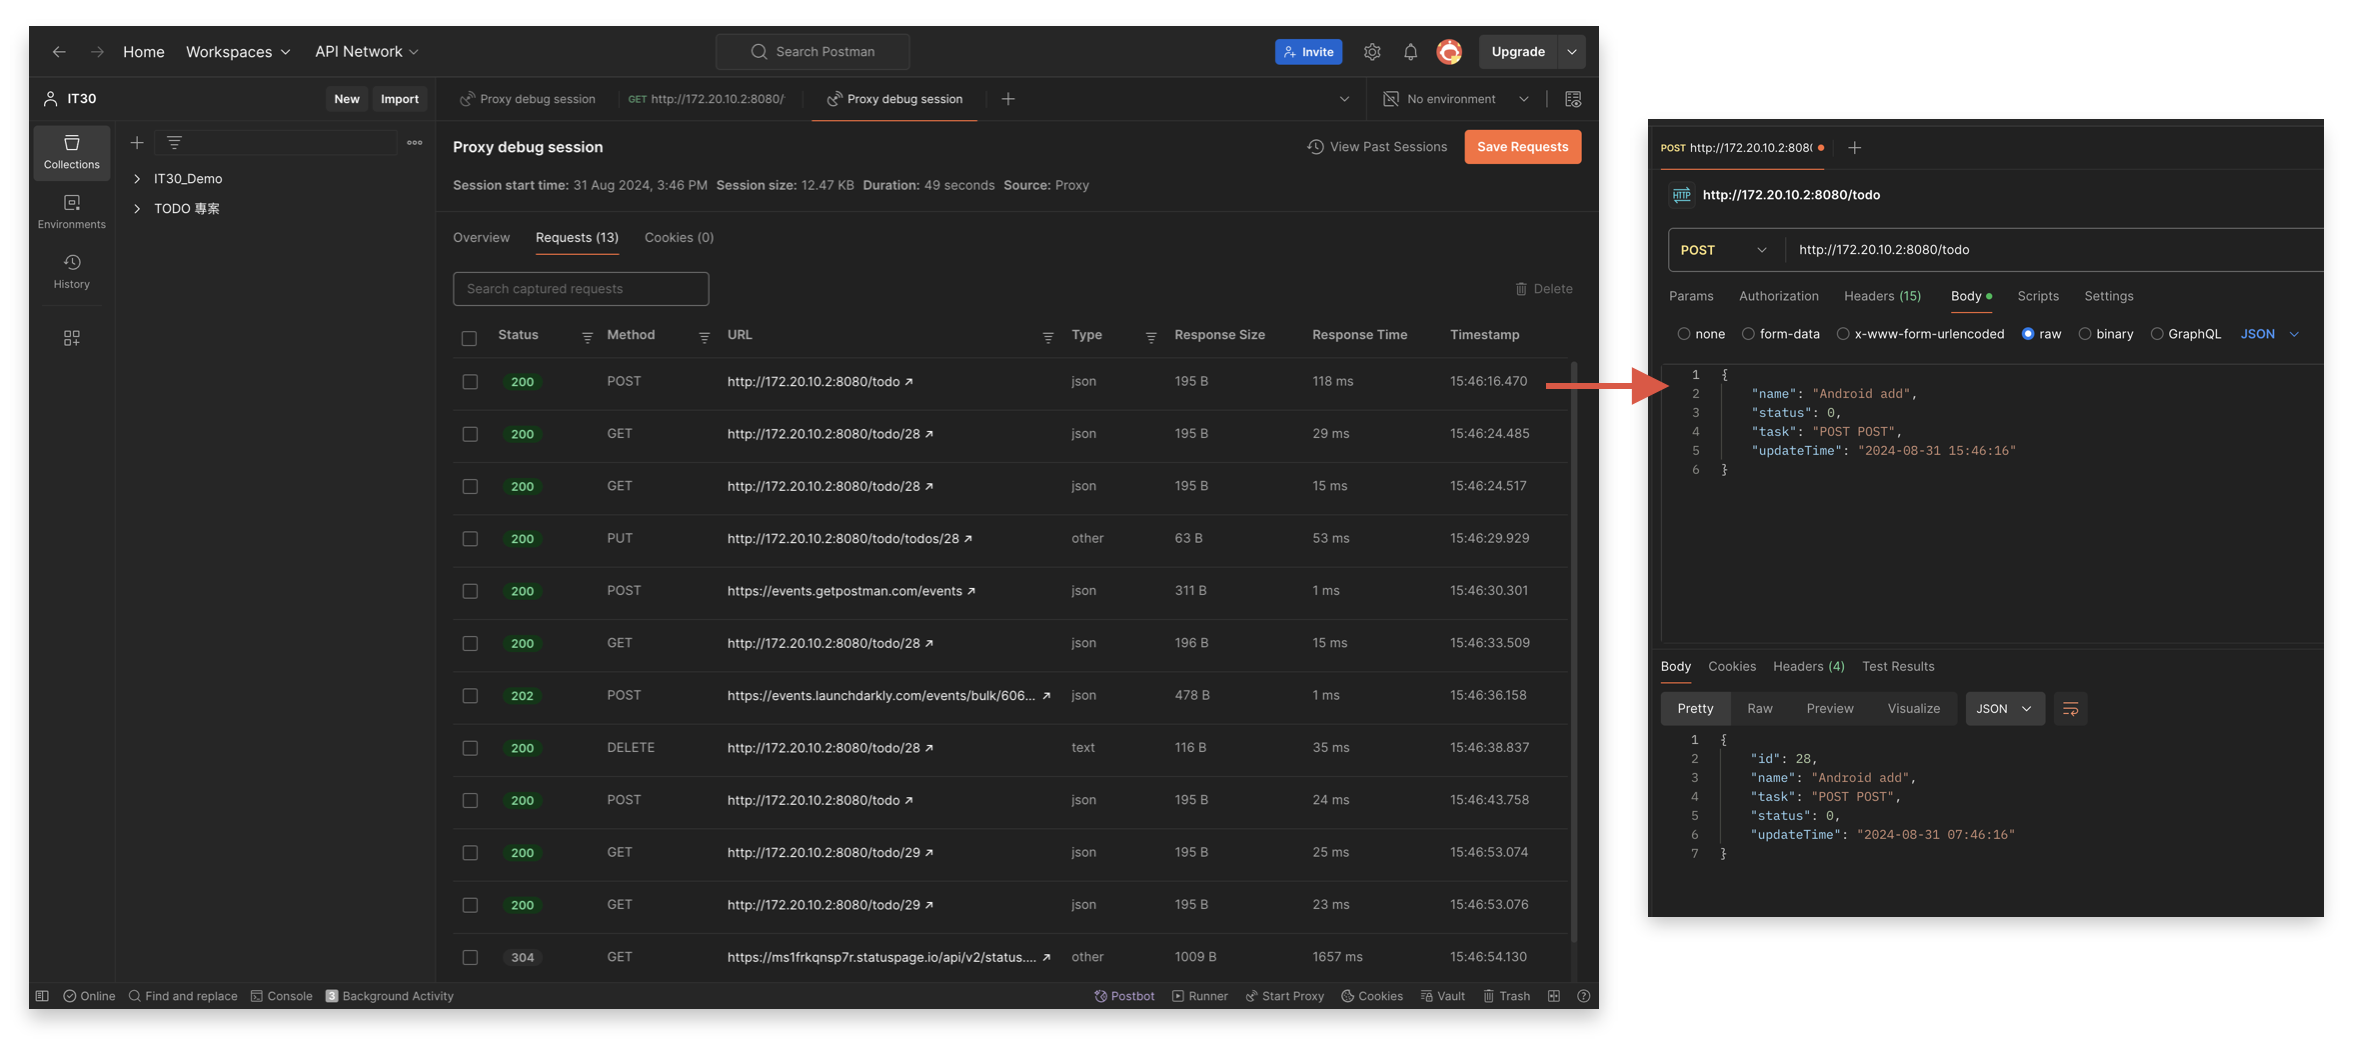 Home Workspaces API Network Search Postman Invite Upgrade
IT30 New Import Proxy debug session GET http://172.20.10.2:8080/ Proxy debug session No environment
Collections
Environments
History
IT30_Demo
TODO 專案
Proxy debug session View Past Sessions Save Requests
Session start time: 31 Aug 2024, 3:46 PM Session size: 12.47 KB Duration: 49 seconds Source: Proxy
Overview Requests (13) Cookies (0)
Search captured requests Delete
Status Method URL Type Response Size Response Time Timestamp
200 POST http://172.20.10.2:8080/todo json 195 B 118 ms 15:46:16.470
200 GET http://172.20.10.2:8080/todo/28 json 195 B 29 ms 15:46:24.485
200 GET http://172.20.10.2:8080/todo/28 json 195 B 15 ms 15:46:24.517
200 PUT http://172.20.10.2:8080/todo/todos/28 other 63 B 53 ms 15:46:29.929
200 POST https://events.getpostman.com/events json 311 B 1 ms 15:46:30.301
200 GET http://172.20.10.2:8080/todo/28 json 196 B 15 ms 15:46:33.509
202 POST https://events.launchdarkly.com/events/bulk/606... json 478 B 1 ms 15:46:36.158
200 DELETE http://172.20.10.2:8080/todo/28 text 116 B 35 ms 15:46:38.837
200 POST http://172.20.10.2:8080/todo json 195 B 24 ms 15:46:43.758
200 GET http://172.20.10.2:8080/todo/29 json 195 B 25 ms 15:46:53.074
200 GET http://172.20.10.2:8080/todo/29 json 195 B 23 ms 15:46:53.076
304 GET https://ms1frkqnsp7r.statuspage.io/api/v2/status.... other 1009 B 1657 ms 15:46:54.130
Online Find and replace Console 3 Background Activity Postbot Runner Start Proxy Cookies Vault Trash
POST http://172.20.10.2:808(
HTTP http://172.20.10.2:8080/todo
POST http://172.20.10.2:8080/todo
Params Authorization Headers (15) Body Scripts Settings
none form-data x-www-form-urlencoded raw binary GraphQL JSON
1 {
2 "name": "Android add",
3 "status": 0,
4 "task": "POST POST",
5 "updateTime": "2024-08-31 15:46:16"
6 }
Body Cookies Headers (4) Test Results
Pretty Raw Preview Visualize JSON
1 {
2 "id": 28,
3 "name": "Android add",
4 "task": "POST POST",
5 "status": 0,
6 "updateTime": "2024-08-31 07:46:16"
7 }